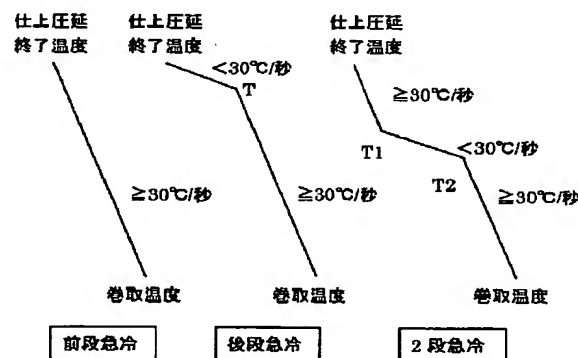 仕上圧延
終了温度
≧30℃/秒
巻取温度
前段急冷
仕上圧延
終了温度
<30℃/秒
T
≧30℃/秒
巻取温度
後段急冷
仕上圧延
終了温度
≧30℃/秒
T1
<30℃/秒
T2
≧30℃/秒
巻取温度
2段急冷